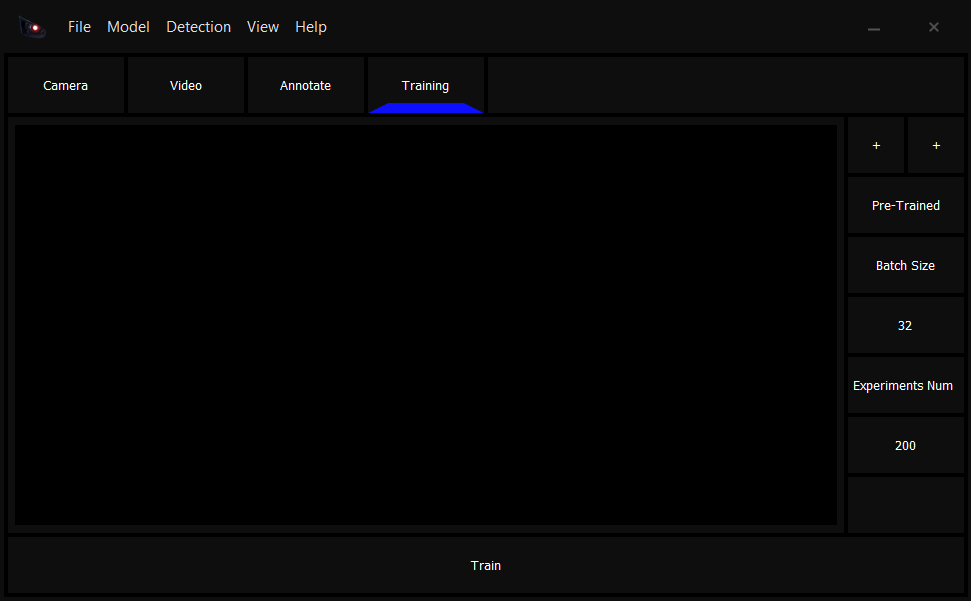 File Model Detection View Help
Camera Video Annotate Training
+ +
Pre-Trained
Batch Size
32
Experiments Num
200
Train